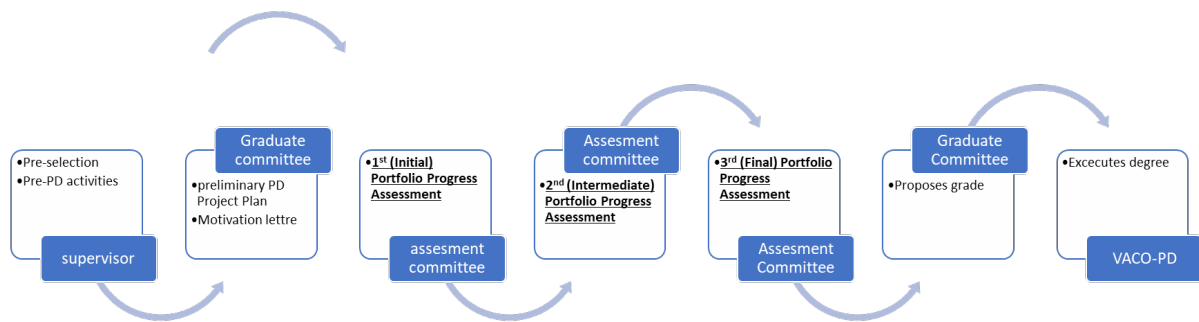 •Pre-selection
•Pre-PD activities
supervisor
Graduate
committee
•preliminary PD
Project Plan
•Motivation lettre
•1st (Initial)
Portfolio Progress
Assessment
assesment
committee
Assesment
committee
•2nd (Intermediate)
Portfolio Progress
Assessment
•3rd (Final) Portfolio
Progress
Assessment
Assesment
Committee
Graduate
Committee
•Proposes grade
•Excecutes degree
VACO-PD